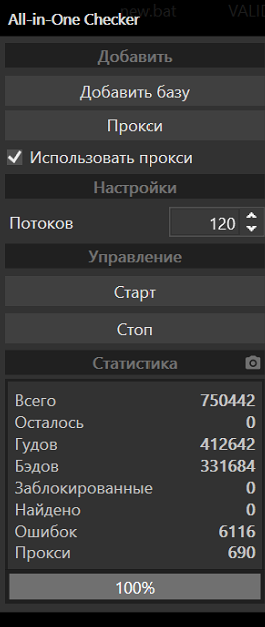 new.bat VALI
All-in-One Checker
Добавить
Добавить базу
Прокси
Использовать прокси
Настройки
Потоков 120
Управление
Старт
Стоп
Статистика
Всего 750442
Осталось 0
Гудов 412642
Бэдов 331684
Заблокированные 0
Найдено 0
Ошибок 6116
Прокси 690
100%